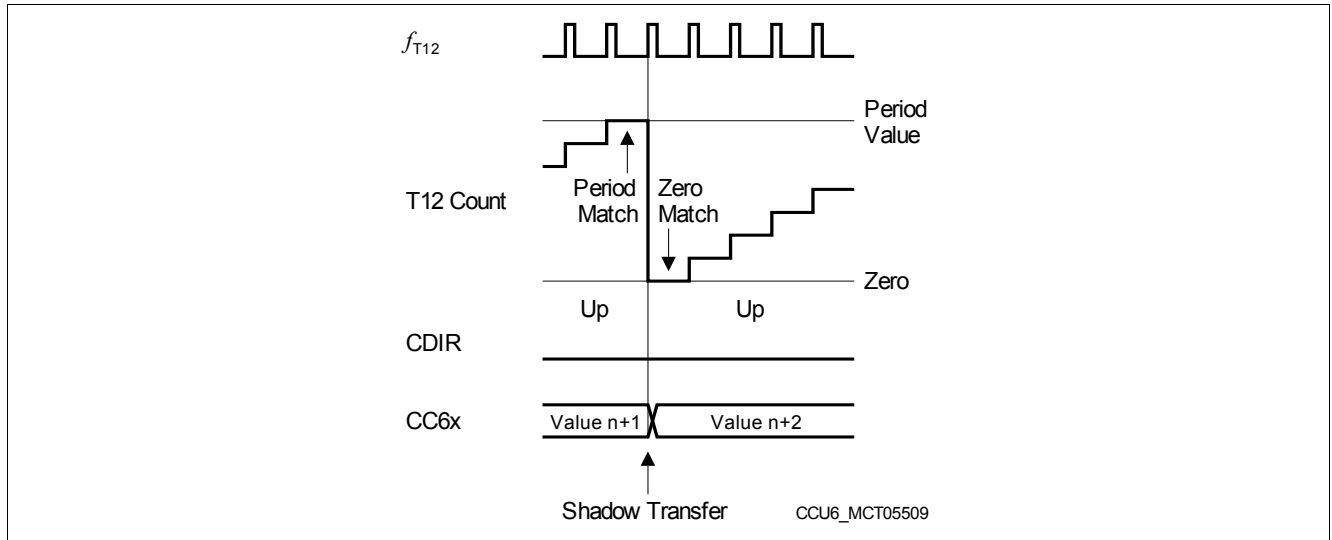 fT12
Period
Value
Period
Match
Zero
Match
T12 Count
Zero
Up
Up
CDIR
CC6x
Value n+1
Value n+2
Shadow Transfer
CCU6_MCT05509